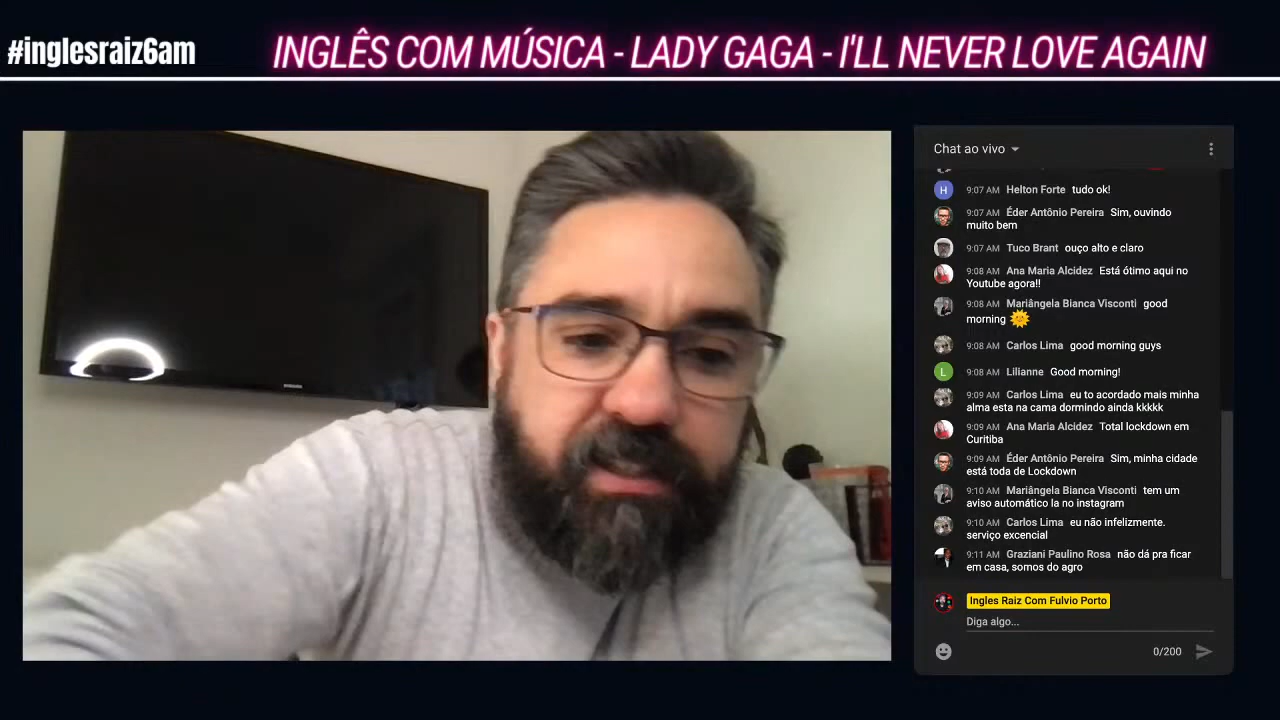 #inglesraiz6am
INGLÊS COM MÚSICA - LADY GAGA - I'LL NEVER LOVE AGAIN
Chat ao vivo
H 9:07 AM Helton Forte tudo ok!
9:07 AM Éder Antônio Pereira Sim, ouvindo
muito bem
9:07 AM Tuco Brant ouço alto e claro
9:08 AM Ana Maria Alcidez Está ótimo aqui no
Youtube agora!!
9:08 AM Mariângela Bianca Visconti good
morning
9:08 AM Carlos Lima good morning guys
L 9:08 AM Lilianne Good morning!
9:09 AM Carlos Lima eu to acordado mais minha
alma esta na cama dormindo ainda kkkkk
9:09 AM Ana Maria Alcidez Total lockdown em
Curitiba
9:09 AM Éder Antônio Pereira Sim, minha cidade
está toda de Lockdown
9:10 AM Mariângela Bianca Visconti tem um
aviso automático la no instagram
9:10 AM Carlos Lima eu não infelizmente.
serviço excencial
9:11 AM Graziani Paulino Rosa não dá pra ficar
em casa, somos do agro
Ingles Raiz Com Fulvio Porto
Diga algo...
0/200
SAMSUNG